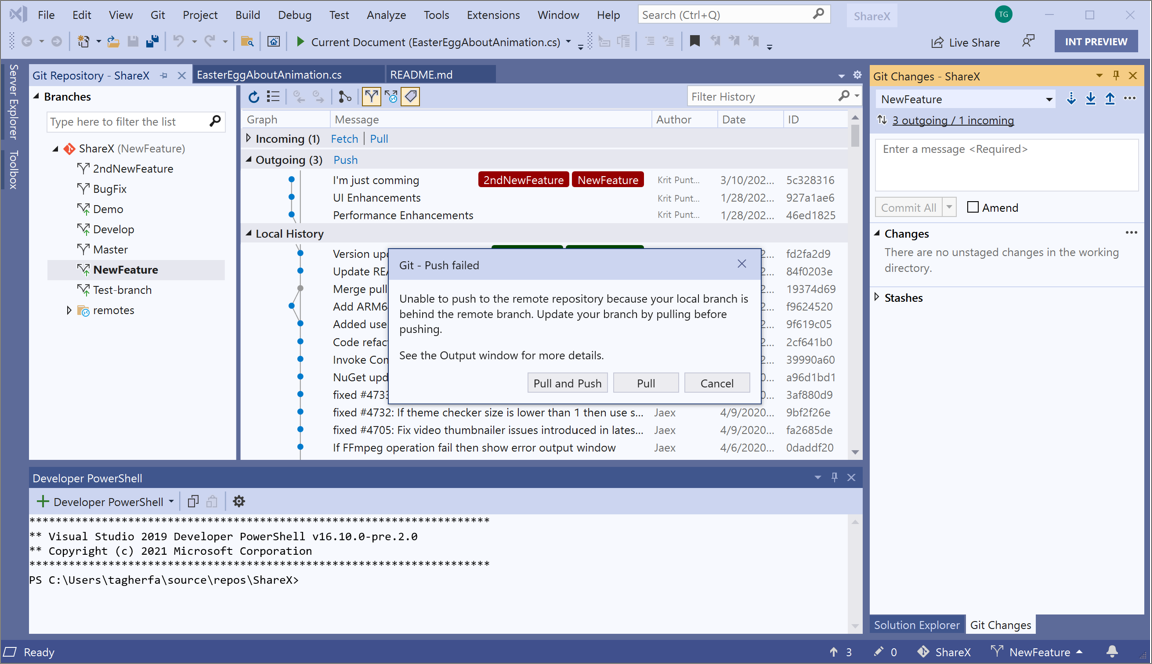 File Edit View Git Project Build Debug Test Analyze Tools Extensions Window Help Search (Ctrl+Q) ShareX TG
Current Document (EasterEggAboutAnimation.cs) Live Share INT PREVIEW
Server Explorer
Toolbox
Git Repository - ShareX
EasterEggAboutAnimation.cs
README.md
Branches
Type here to filter the list
ShareX (NewFeature)
2ndNewFeature
BugFix
Demo
Develop
Master
NewFeature
Test-branch
remotes
Filter History
Graph Message Author Date ID
Incoming (1) Fetch | Pull
Outgoing (3) Push
I'm just comming 2ndNewFeature NewFeature Krit Punt... 3/10/202... 5c328316
UI Enhancements Krit Punt... 1/28/202... 927a1ae6
Performance Enhancements Krit Punt... 1/28/202... 46ed1825
Local History
Version up 2... fd2fa2d9
Update RE 2... 84f0203e
Merge pull 2... 19374d69
Add ARM6 2... f9624520
Added use 2... 9f619c05
Code refac 2... 2cf641b0
Invoke Con 2... 39990a60
NuGet upd 0... a96d1bd1
fixed #4733 0... 3af880d9
fixed #4732: If theme checker size is lower than 1 then use s... Jaex 4/9/2020... 9bf2f26e
fixed #4705: Fix video thumbnailer issues introduced in lates... Jaex 4/9/2020... fa2685de
If FFmpeg operation fail then show error output window Jaex 4/6/2020... 0daddf20
Git - Push failed
Unable to push to the remote repository because your local branch is
behind the remote branch. Update your branch by pulling before
pushing.
See the Output window for more details.
Pull and Push Pull Cancel
Git Changes - ShareX
NewFeature
3 outgoing / 1 incoming
Enter a message <Required>
Commit All Amend
Changes
There are no unstaged changes in the working
directory.
Stashes
Solution Explorer Git Changes
Developer PowerShell
Developer PowerShell
**********************************************************************
** Visual Studio 2019 Developer PowerShell v16.10.0-pre.2.0
** Copyright (c) 2021 Microsoft Corporation
**********************************************************************
PS C:\Users\tagherfa\source\repos\ShareX>
Ready 3 0 ShareX NewFeature